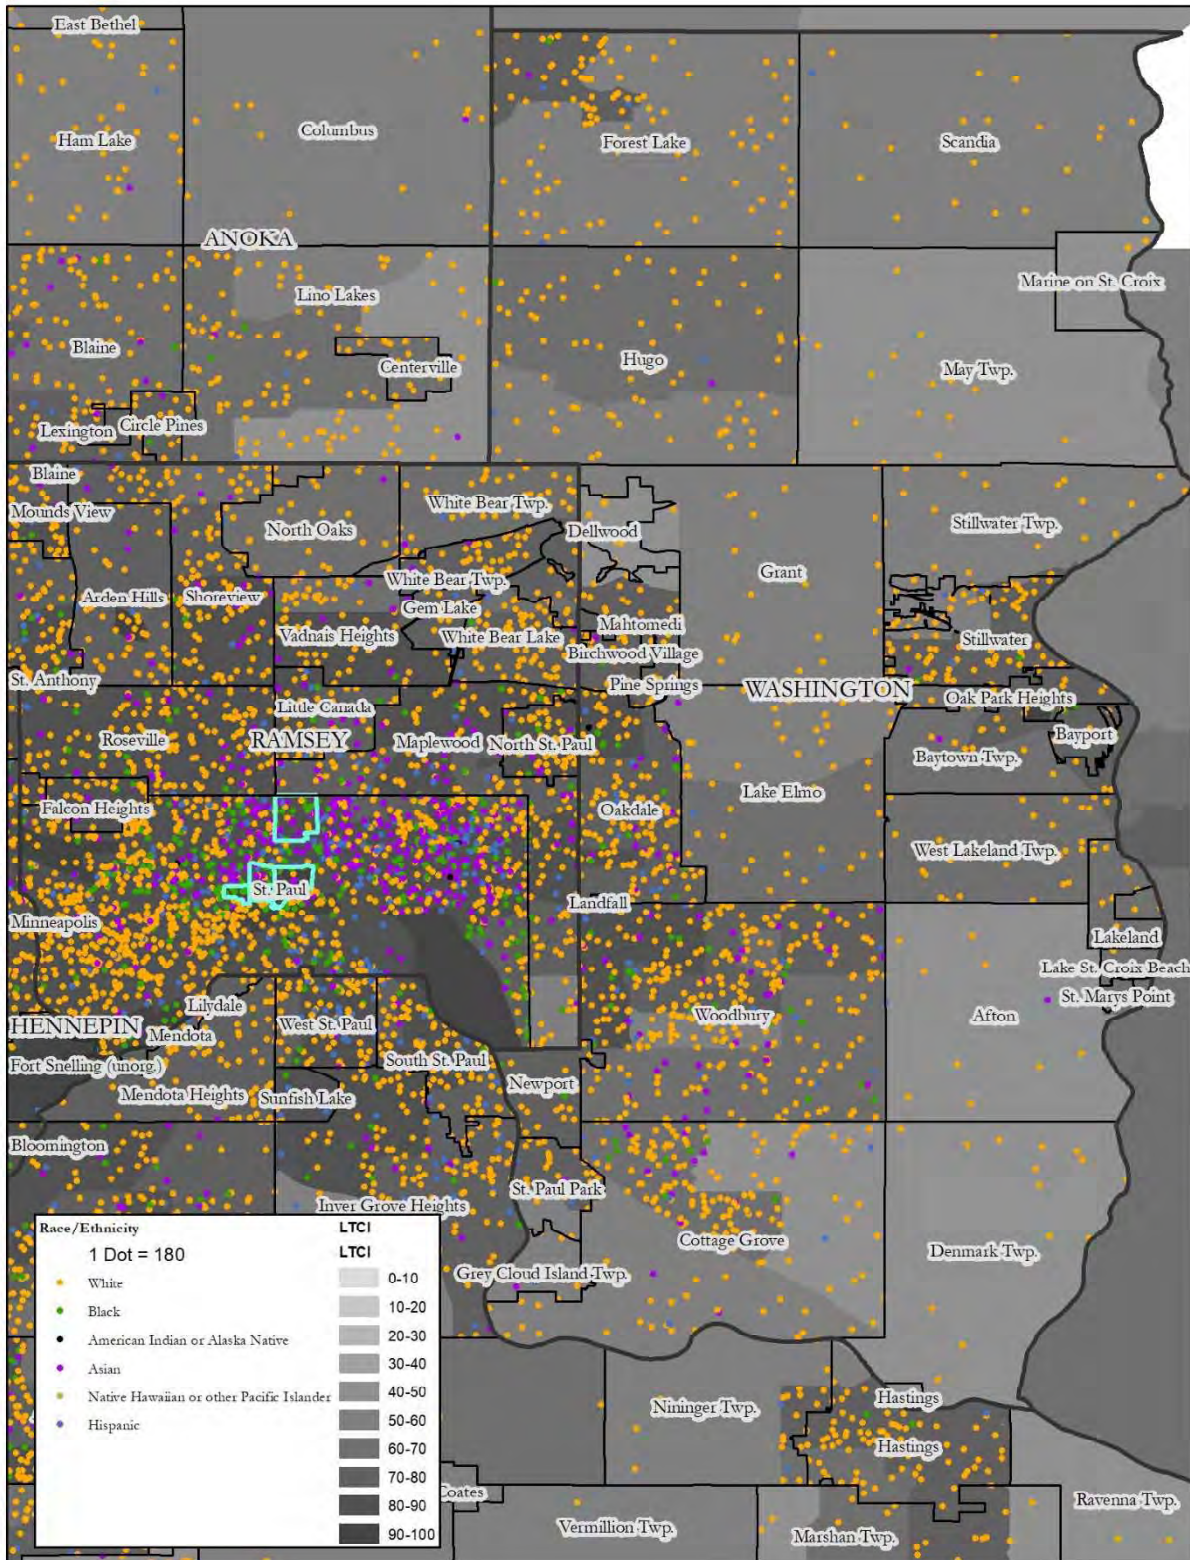 East Bethel
Ham Lake
Columbus
Forest Lake
Scandia
ANOKA
Marine on St. Croix
Lino Lakes
Blaine
Centerville
Hugo
May Twp.
Lexington
Circle Pines
Blaine
Mounds View
North Oaks
White Bear Twp.
Dellwood
Stillwater Twp.
Grant
White Bear Twp.
Arden Hills
Shoreview
Gem Lake
Vadnais Heights
White Bear Lake
Mahtomedi
Stillwater
Birchwood Village
St. Anthony
Pine Springs
WASHINGTON
Oak Park Heights
Little Canada
Roseville
RAMSEY
Maplewood
North St. Paul
Bayport
Baytown Twp.
Falcon Heights
Oakdale
Lake Elmo
West Lakeland Twp.
St. Paul
Landfall
Minneapolis
Lakeland
Lake St. Croix Beach
St. Marys Point
Lilydale
Woodbury
Afton
HENNEPIN
Mendota
West St. Paul
Fort Snelling (unorg.)
South St. Paul
Newport
Mendota Heights
Sunfish Lake
Bloomington
St. Paul Park
Inver Grove Heights
Cottage Grove
Denmark Twp.
Grey Cloud Island Twp.
Race/Ethnicity
1 Dot = 180
White
Black
American Indian or Alaska Native
Asian
Native Hawaiian or other Pacific Islander
Hispanic
LTCI
LTCI
0-10
10-20
20-30
30-40
40-50
50-60
60-70
70-80
80-90
90-100
Nininger Twp.
Hastings
Hastings
Coates
Vermillion Twp.
Marshan Twp.
Ravenna Twp.